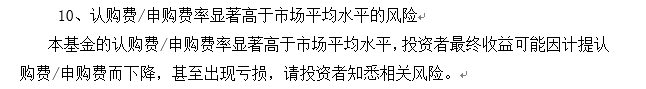 10、认购费/申购费率显著高于市场平均水平的风险
本基金的认购费/申购费率显著高于市场平均水平，投资者最终收益可能因计提认
购费/申购费而下降，甚至出现亏损，请投资者知悉相关风险。